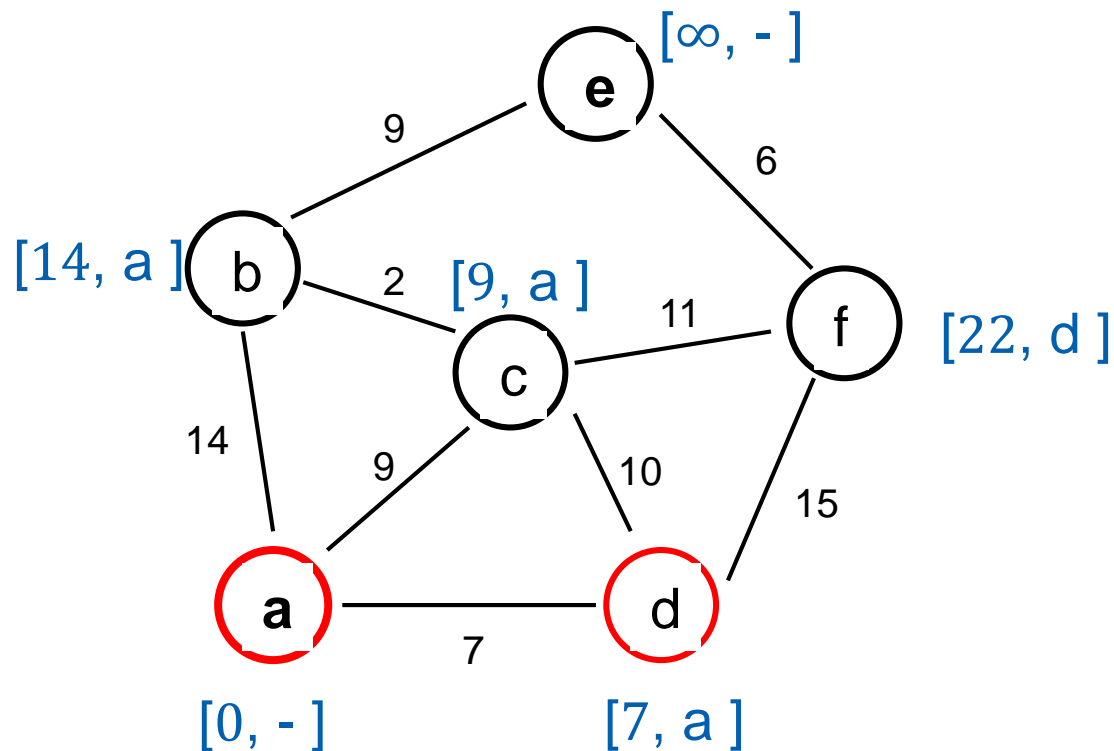 [∞, - ]
e
9
6
[14, a ]
b
2
[9, a ]
11
f
[22, d ]
c
14
9
10
15
a
d
7
[0, - ]
[7, a ]